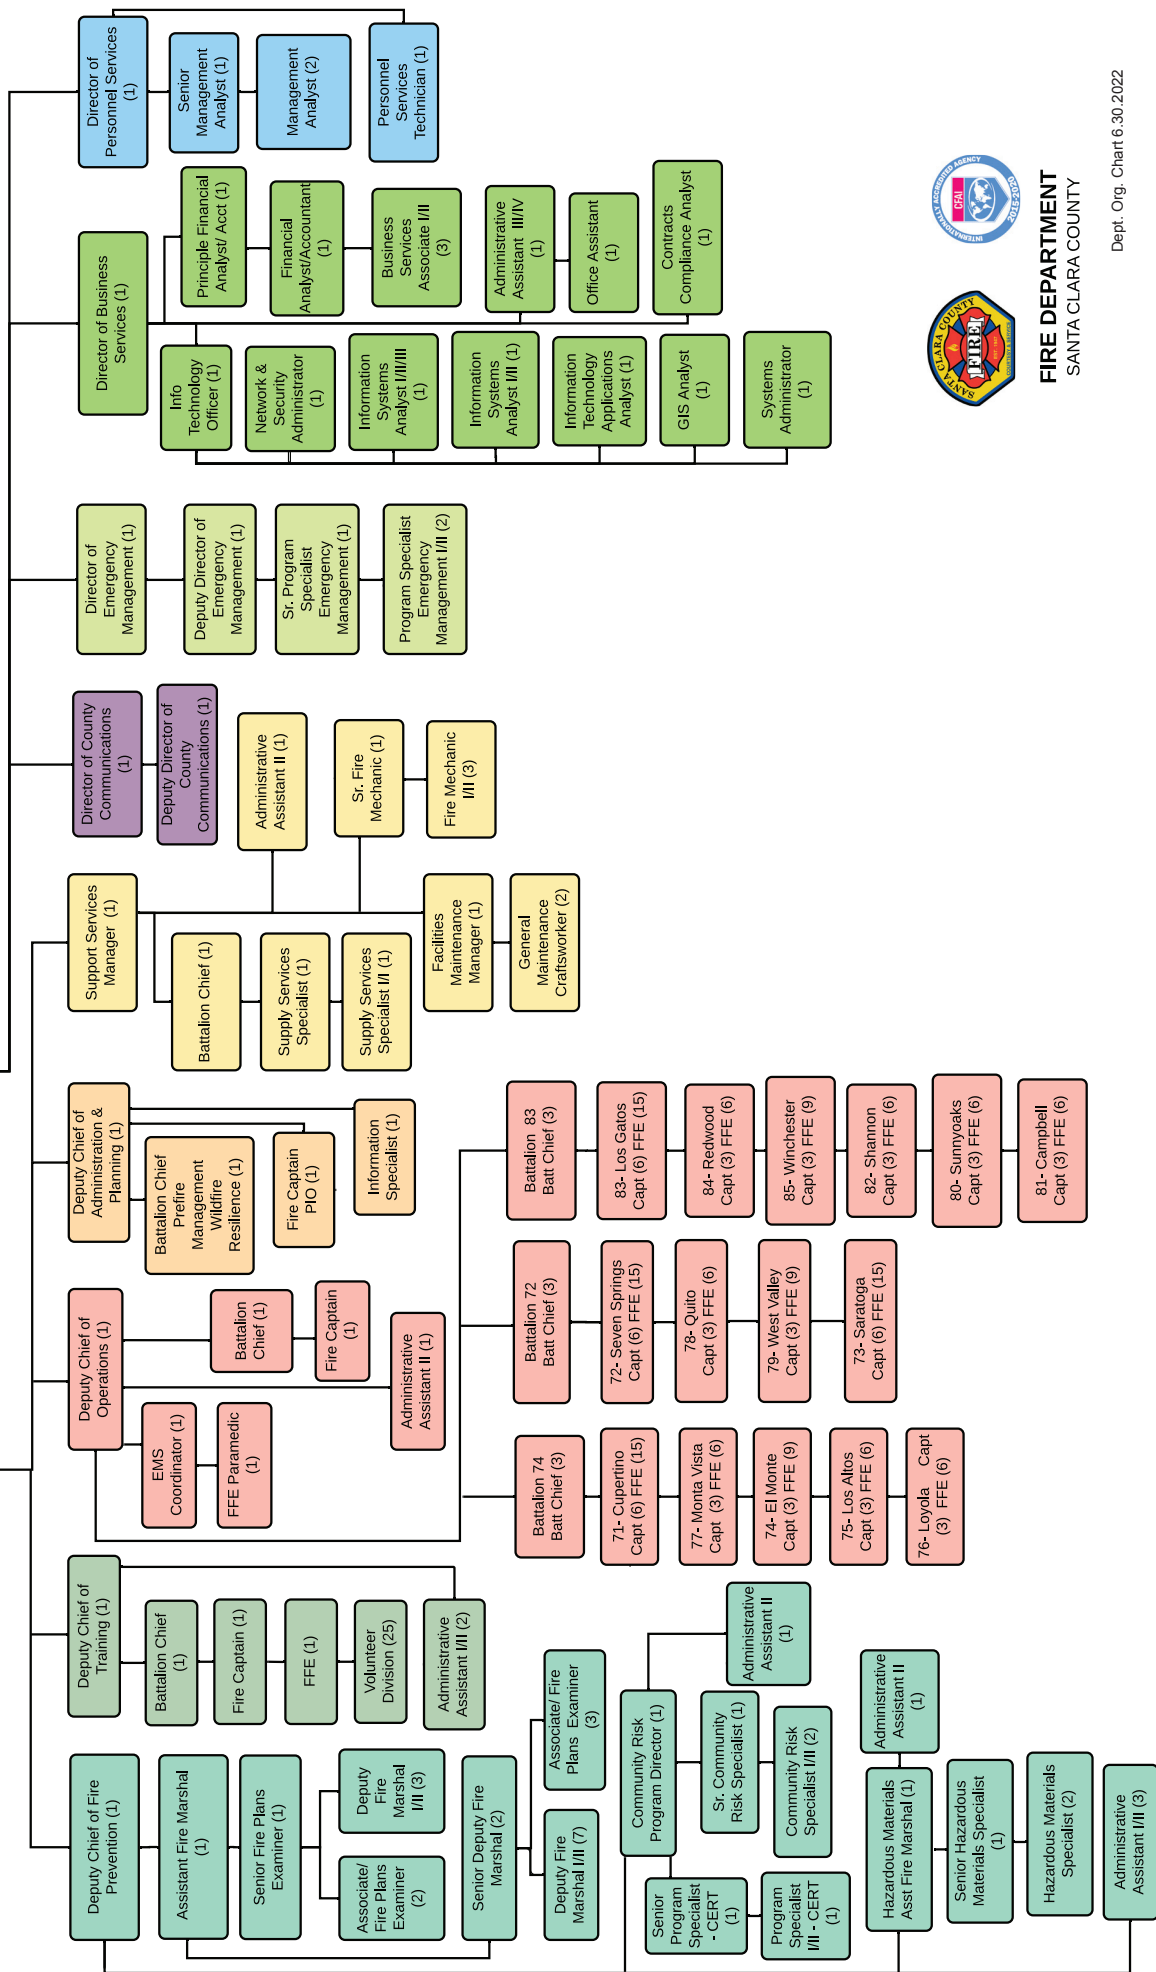 Deputy Chief of Fire
Prevention (1)
Assistant Fire Marshal
(1)
Senior Fire Plans
Examiner (1)
Associate/
Fire Plans
Examiner
(2)
Deputy
Fire
Marshal
I/II (3)
Senior Deputy Fire
Marshal (2)
Deputy Fire
Marshal I/II (7)
Associate/ Fire
Plans Examiner
(3)
Community Risk
Program Director (1)
Administrative
Assistant II
(1)
Sr. Community
Risk Specialist (1)
Community Risk
Specialist I/II (2)
Senior
Program
Specialist
- CERT
(1)
Program
Specialist
I/II - CERT
(1)
Hazardous Materials
Asst Fire Marshal (1)
Administrative
Assistant II
(1)
Senior Hazardous
Materials Specialist
(1)
Hazardous Materials
Specialist
(2)
Administrative
Assistant I/II (3)
Deputy Chief of
Training (1)
Battalion Chief
(1)
Fire Captain (1)
FFE (1)
Volunteer
Division (25)
Administrative
Assistant I/II (2)
Deputy Chief of
Operations (1)
EMS
Coordinator (1)
FFE Paramedic
(1)
Battalion
Chief (1)
Fire Captain
(1)
Administrative
Assistant II (1)
Battalion 74
Batt Chief (3)
71- Cupertino
Capt (6) FFE (15)
77- Monta Vista
Capt (3) FFE (6)
74- El Monte
Capt (3) FFE (9)
75- Los Altos
Capt (3) FFE (6)
76- Loyola Capt
(3) FFE (6)
Battalion 72
Batt Chief (3)
72- Seven Springs
Capt (6) FFE (15)
78- Quito
Capt (3) FFE (6)
79- West Valley
Capt (3) FFE (9)
73- Saratoga
Capt (6) FFE (15)
Battalion 83
Batt Chief (3)
83- Los Gatos
Capt (6) FFE (15)
84- Redwood
Capt (3) FFE (6)
85- Winchester
Capt (3) FFE (9)
82- Shannon
Capt (3) FFE (6)
80- Sunnyoaks
Capt (3) FFE (6)
81- Campbell
Capt (3) FFE (6)
Deputy Chief of
Administration &
Planning (1)
Battalion Chief
Prefire
Management
Wildfire
Resilience (1)
Fire Captain
PIO (1)
Information
Specialist (1)
Support Services
Manager (1)
Battalion Chief (1)
Supply Services
Specialist (1)
Supply Services
Specialist I/I (1)
Administrative
Assistant II (1)
Sr. Fire
Mechanic (1)
Fire Mechanic
I/II (3)
Facilities
Maintenance
Manager (1)
General
Maintenance
Craftsworker (2)
Director of County
Communications
(1)
Deputy Director of
County
Communications (1)
Director of
Emergency
Management (1)
Deputy Director of
Emergency
Management (1)
Sr. Program
Specialist
Emergency
Management (1)
Program Specialist
Emergency
Management I/II (2)
Director of Business
Services (1)
Info
Technology
Officer (1)
Network &
Security
Administrator
(1)
Information
Systems
Analyst I/II/III
(1)
Information
Systems
Analyst I/II (1)
Information
Technology
Applications
Analyst (1)
GIS Analyst
(1)
Systems
Administrator
(1)
Principle Financial
Analyst/ Acct (1)
Financial
Analyst/Accountant
(1)
Business
Services
Associate I/II
(3)
Administrative
Assistant III/IV
(1)
Office Assistant
(1)
Contracts
Compliance Analyst
(1)
Director of
Personnel Services
(1)
Senior
Management
Analyst (1)
Management
Analyst (2)
Personnel
Services
Technician (1)
SANTA CLARA COUNTY
FIRE
INTERNATIONALLY ACCREDITED AGENCY
CFAI
2015-2020
FIRE DEPARTMENT
SANTA CLARA COUNTY
Dept. Org. Chart 6.30.2022